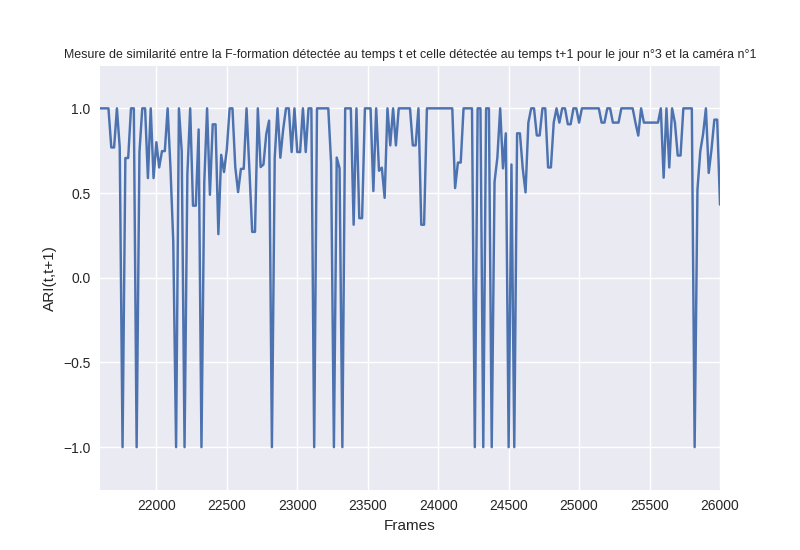 Mesure de similarité entre la F-formation détectée au temps t et celle détectée au temps t+1 pour le jour n°3 et la caméra n°1
1.0
0.5
0.0
−0.5
−1.0
ARI(t,t+1)
22000 22500 23000 23500 24000 24500 25000 25500 26000
Frames